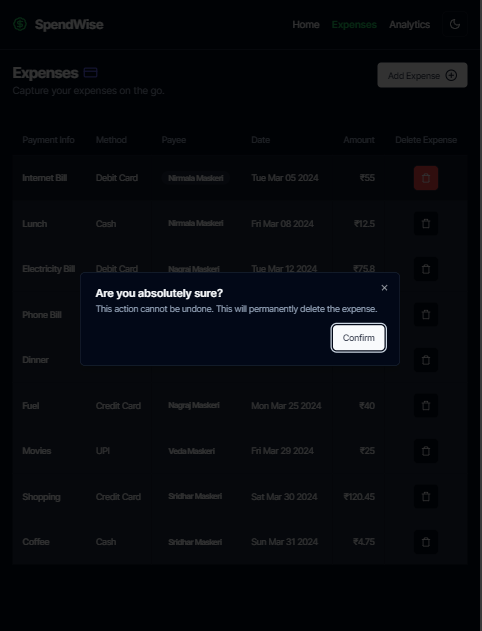 SpendWise Home Expenses Analytics
Expenses
Capture your expenses on the go.
Add Expense
Payment Info Method Payee Date Amount Delete Expense
Internet Bill Debit Card Nirmala Maskeri Tue Mar 05 2024 ₹55
Lunch Cash Nirmala Maskeri Fri Mar 08 2024 ₹12.5
Electricity Bill Debit Card Nagraj Maskeri Tue Mar 12 2024 ₹75.8
Are you absolutely sure?
This action cannot be undone. This will permanently delete the expense.
Phone Bill
Confirm
Dinner
Fuel Credit Card Nagraj Maskeri Mon Mar 25 2024 ₹40
Movies UPI Veda Maskeri Fri Mar 29 2024 ₹25
Shopping Credit Card Sridhar Maskeri Sat Mar 30 2024 ₹120.45
Coffee Cash Sridhar Maskeri Sun Mar 31 2024 ₹4.75